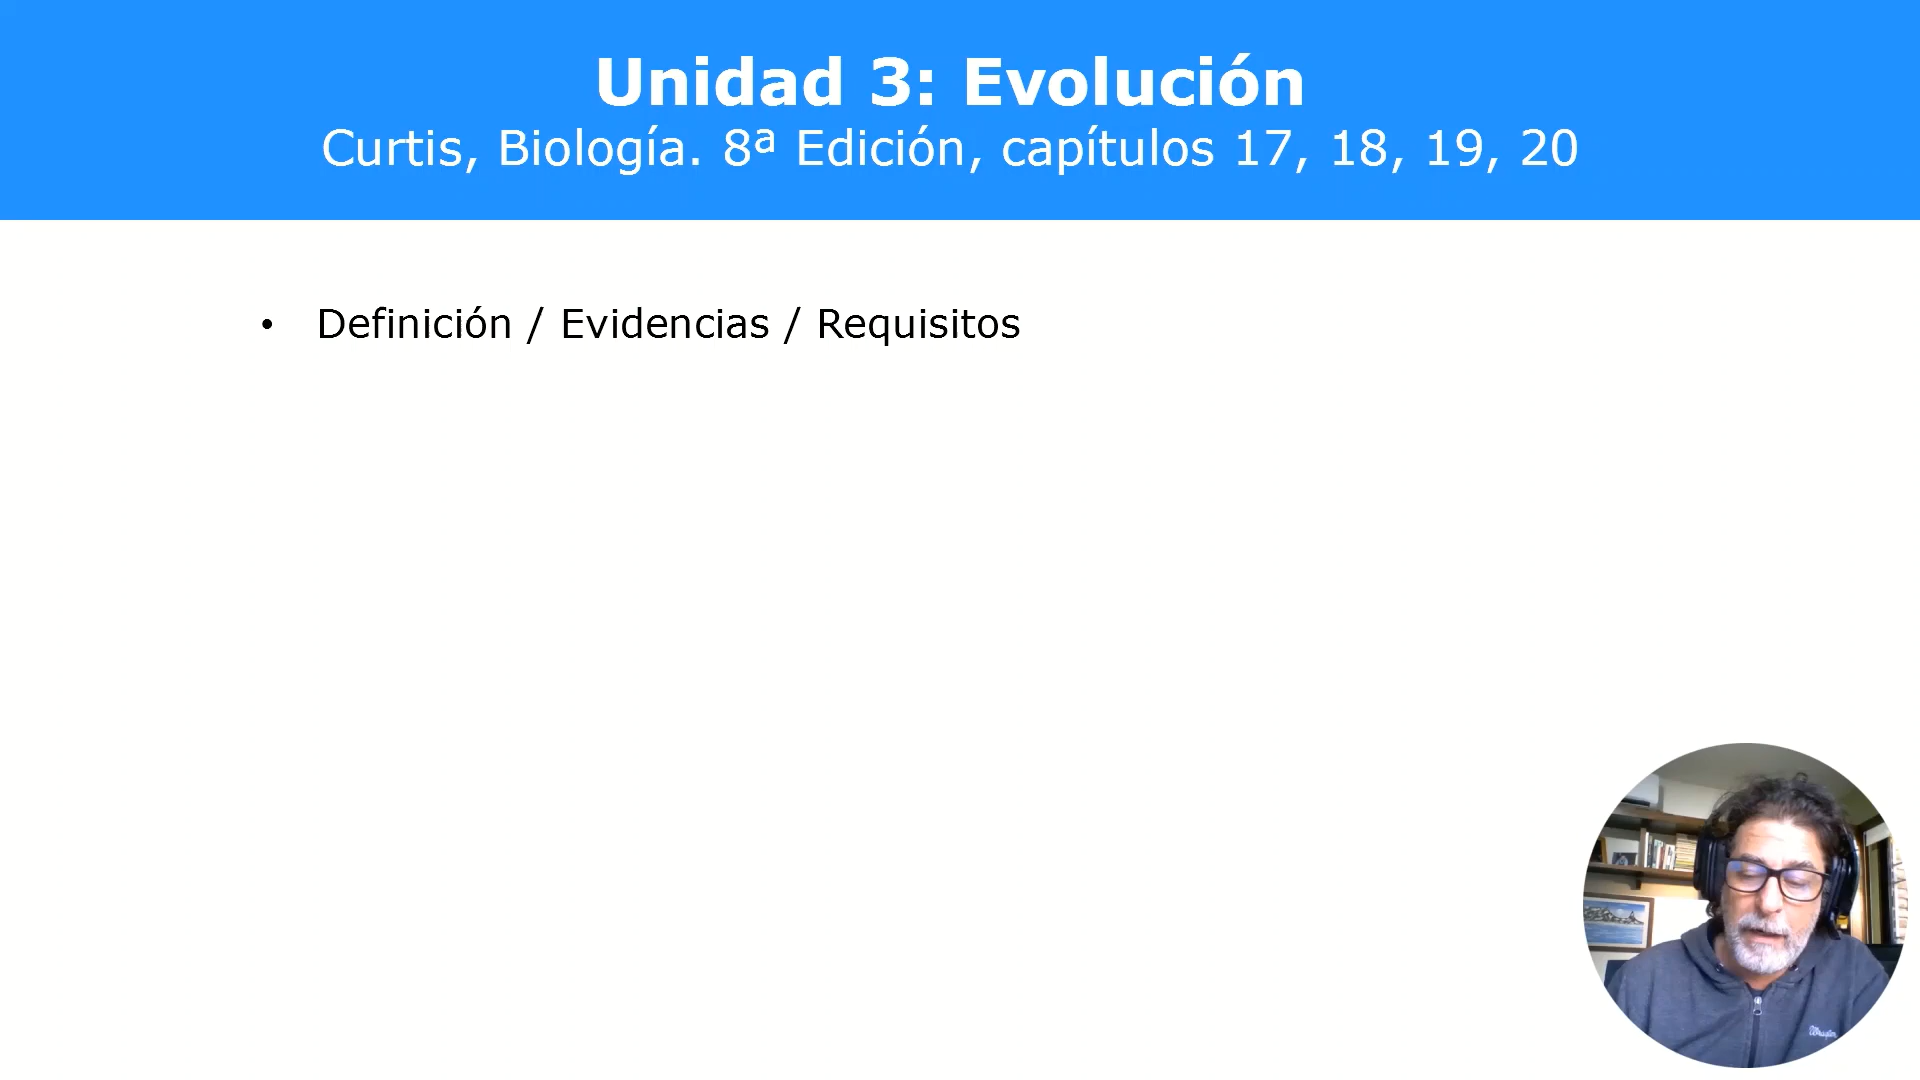 Unidad 3: Evolución
Curtis, Biología. 8ª Edición, capítulos 17, 18, 19, 20
• Definición / Evidencias / Requisitos